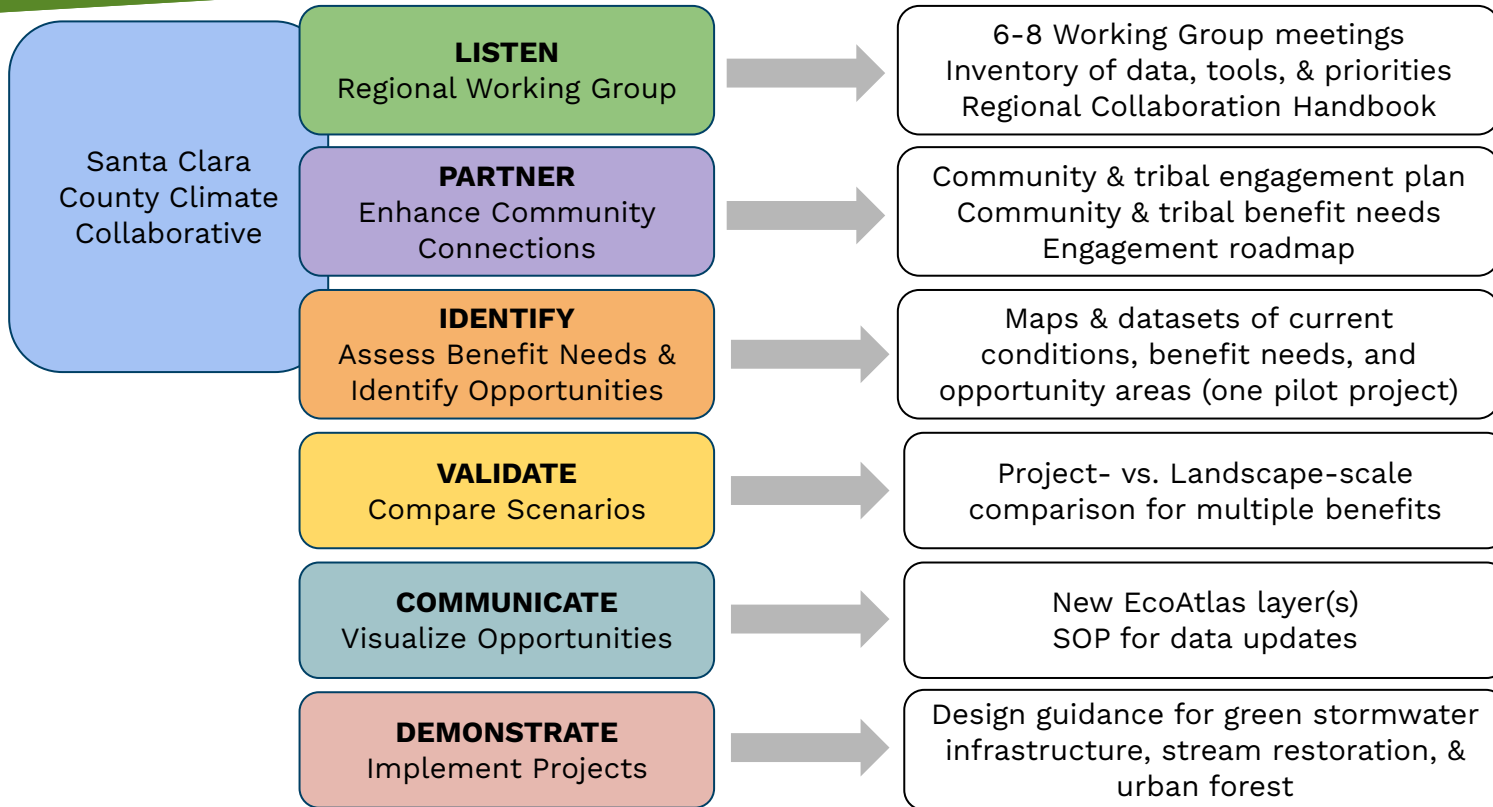 Santa Clara
County Climate
Collaborative
LISTEN
Regional Working Group
6-8 Working Group meetings
Inventory of data, tools, & priorities
Regional Collaboration Handbook
PARTNER
Enhance Community
Connections
Community & tribal engagement plan
Community & tribal benefit needs
Engagement roadmap
IDENTIFY
Assess Benefit Needs &
Identify Opportunities
Maps & datasets of current
conditions, benefit needs, and
opportunity areas (one pilot project)
VALIDATE
Compare Scenarios
Project- vs. Landscape-scale
comparison for multiple benefits
COMMUNICATE
Visualize Opportunities
New EcoAtlas layer(s)
SOP for data updates
DEMONSTRATE
Implement Projects
Design guidance for green stormwater
infrastructure, stream restoration, &
urban forest